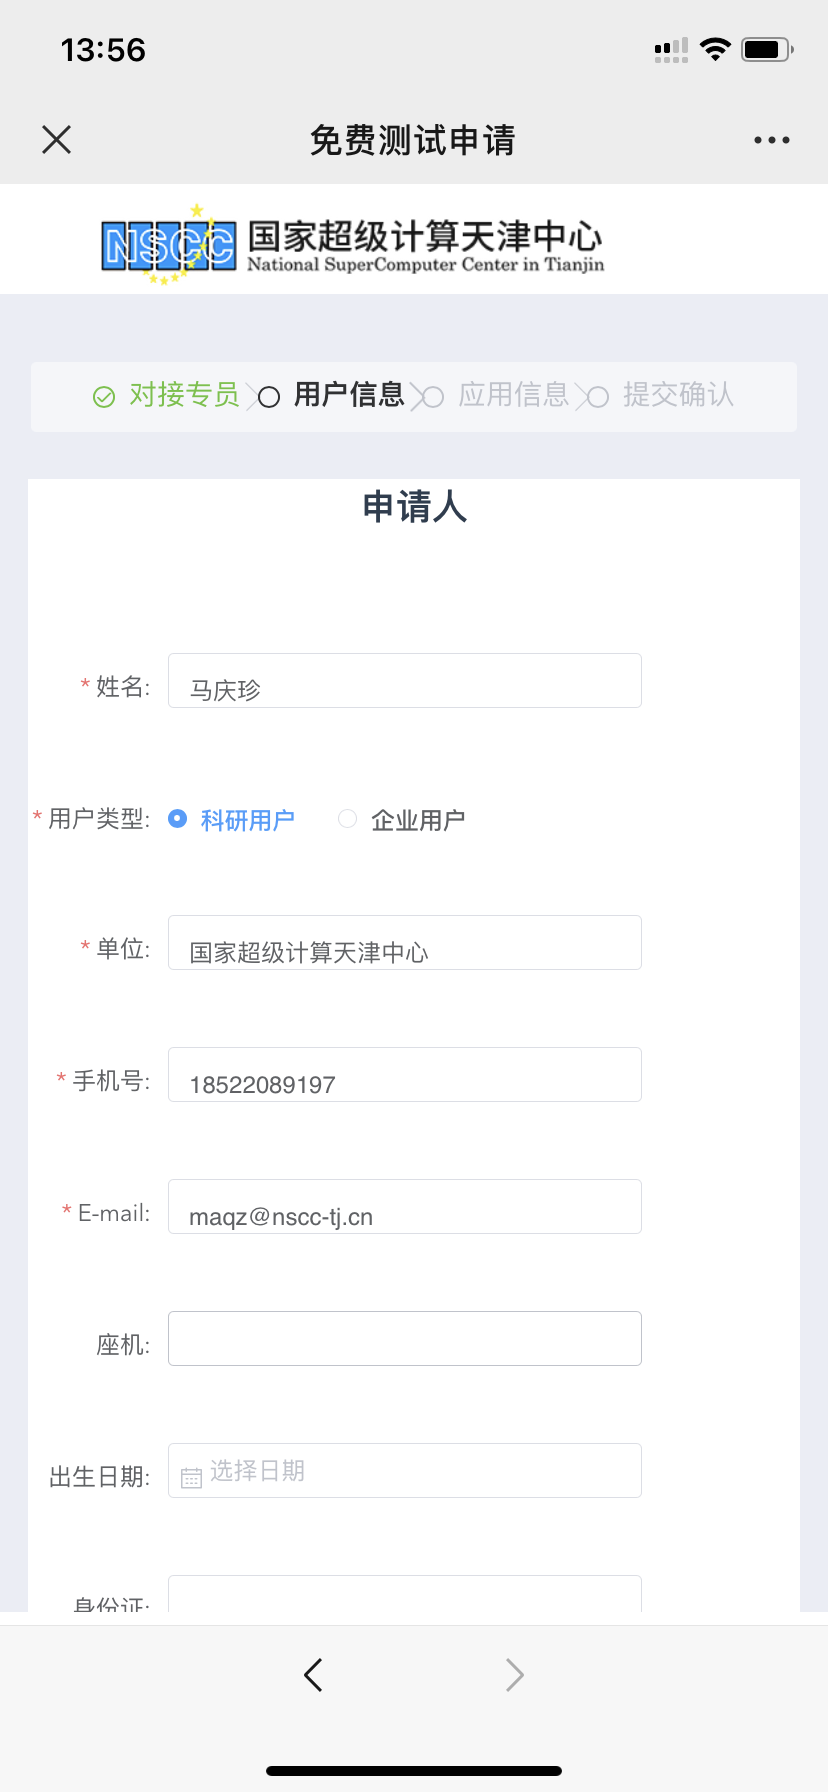 13:56
免费测试申请
NSCC 国家超级计算天津中心
National SuperComputer Center in Tianjin
对接专员 用户信息 应用信息 提交确认
申请人
* 姓名: 马庆珍
* 用户类型: 科研用户 企业用户
* 单位: 国家超级计算天津中心
* 手机号: 18522089197
* E-mail: maqz@nscc-tj.cn
座机:
出生日期: 选择日期
身份证: